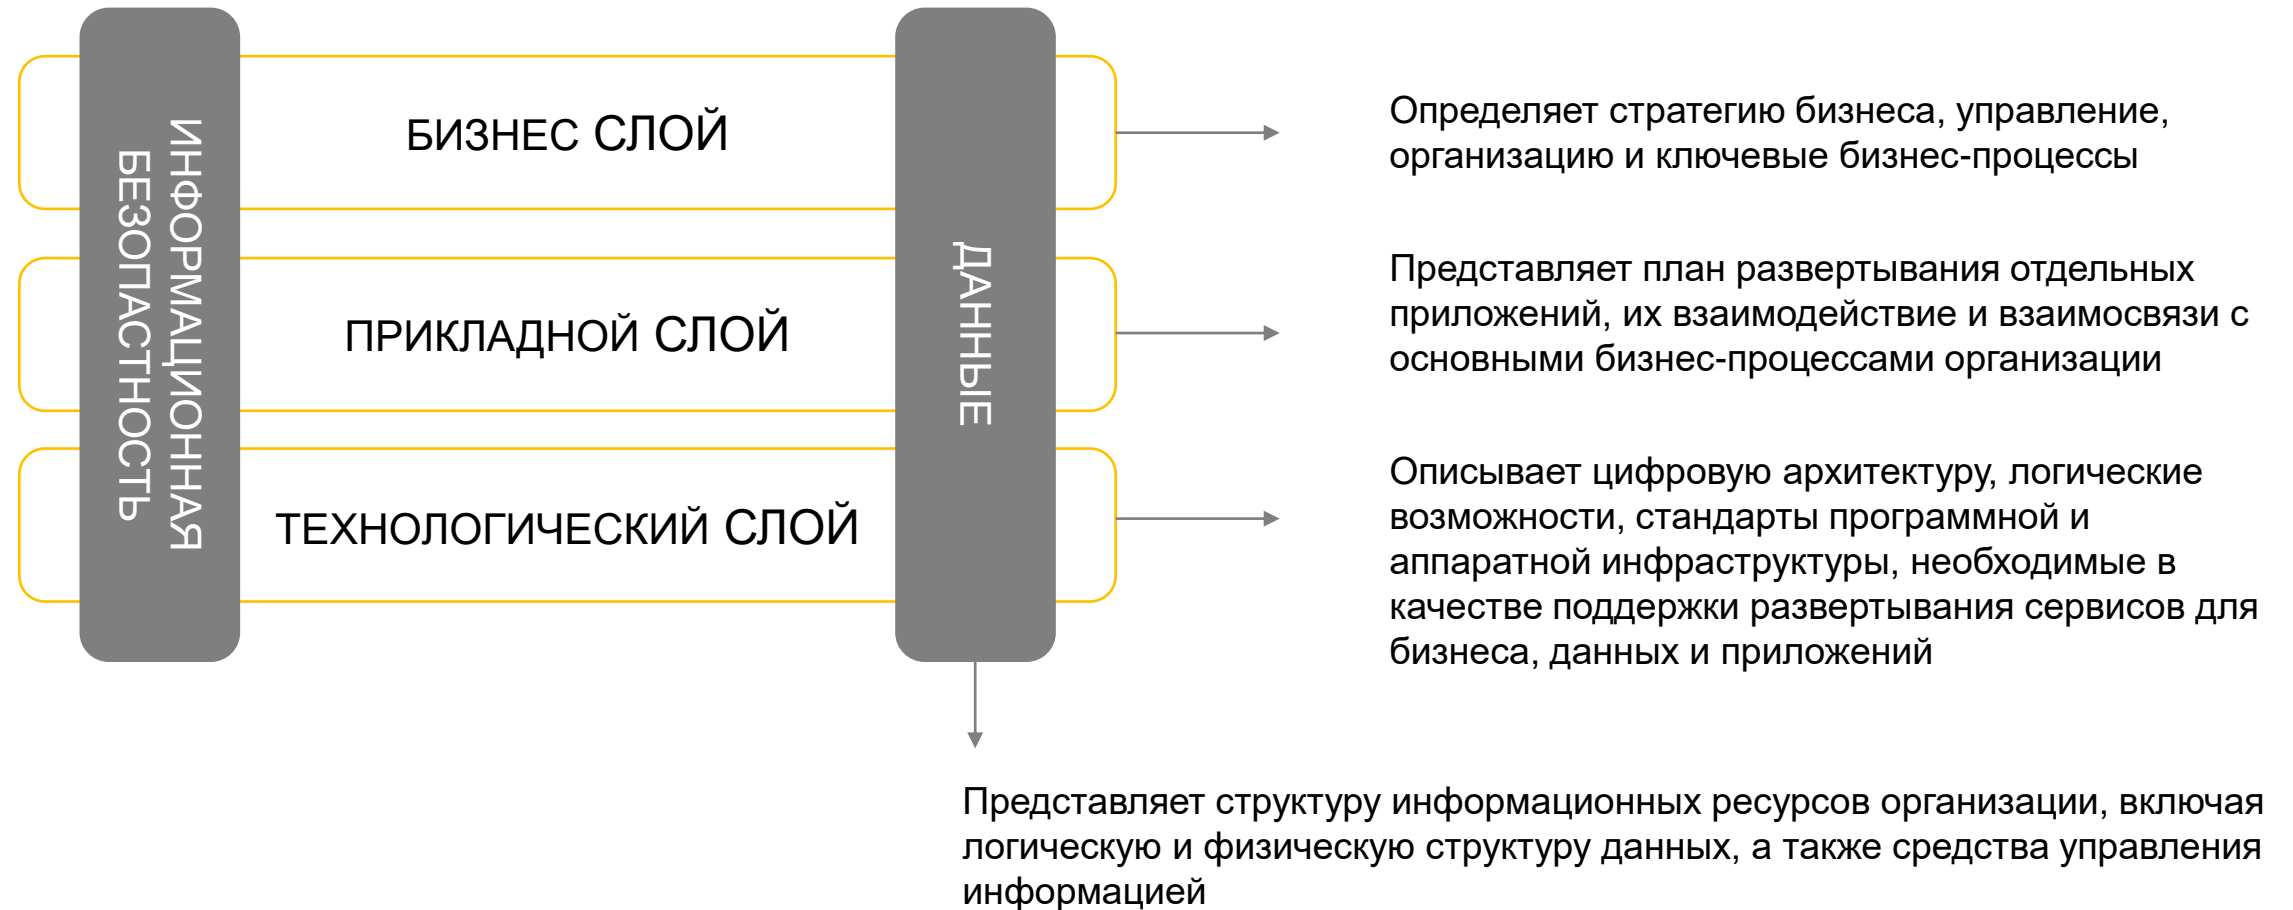 ИНФОРМАЦИОННАЯ
БЕЗОПАСТНОСТЬ
БИЗНЕС СЛОЙ
ПРИКЛАДНОЙ СЛОЙ
ТЕХНОЛОГИЧЕСКИЙ СЛОЙ
ДАННЫЕ
Определяет стратегию бизнеса, управление,
организацию и ключевые бизнес-процессы
Представляет план развертывания отдельных
приложений, их взаимодействие и взаимосвязи с
основными бизнес-процессами организации
Описывает цифровую архитектуру, логические
возможности, стандарты программной и
аппаратной инфраструктуры, необходимые в
качестве поддержки развертывания сервисов для
бизнеса, данных и приложений
Представляет структуру информационных ресурсов организации, включая
логическую и физическую структуру данных, а также средства управления
информацией